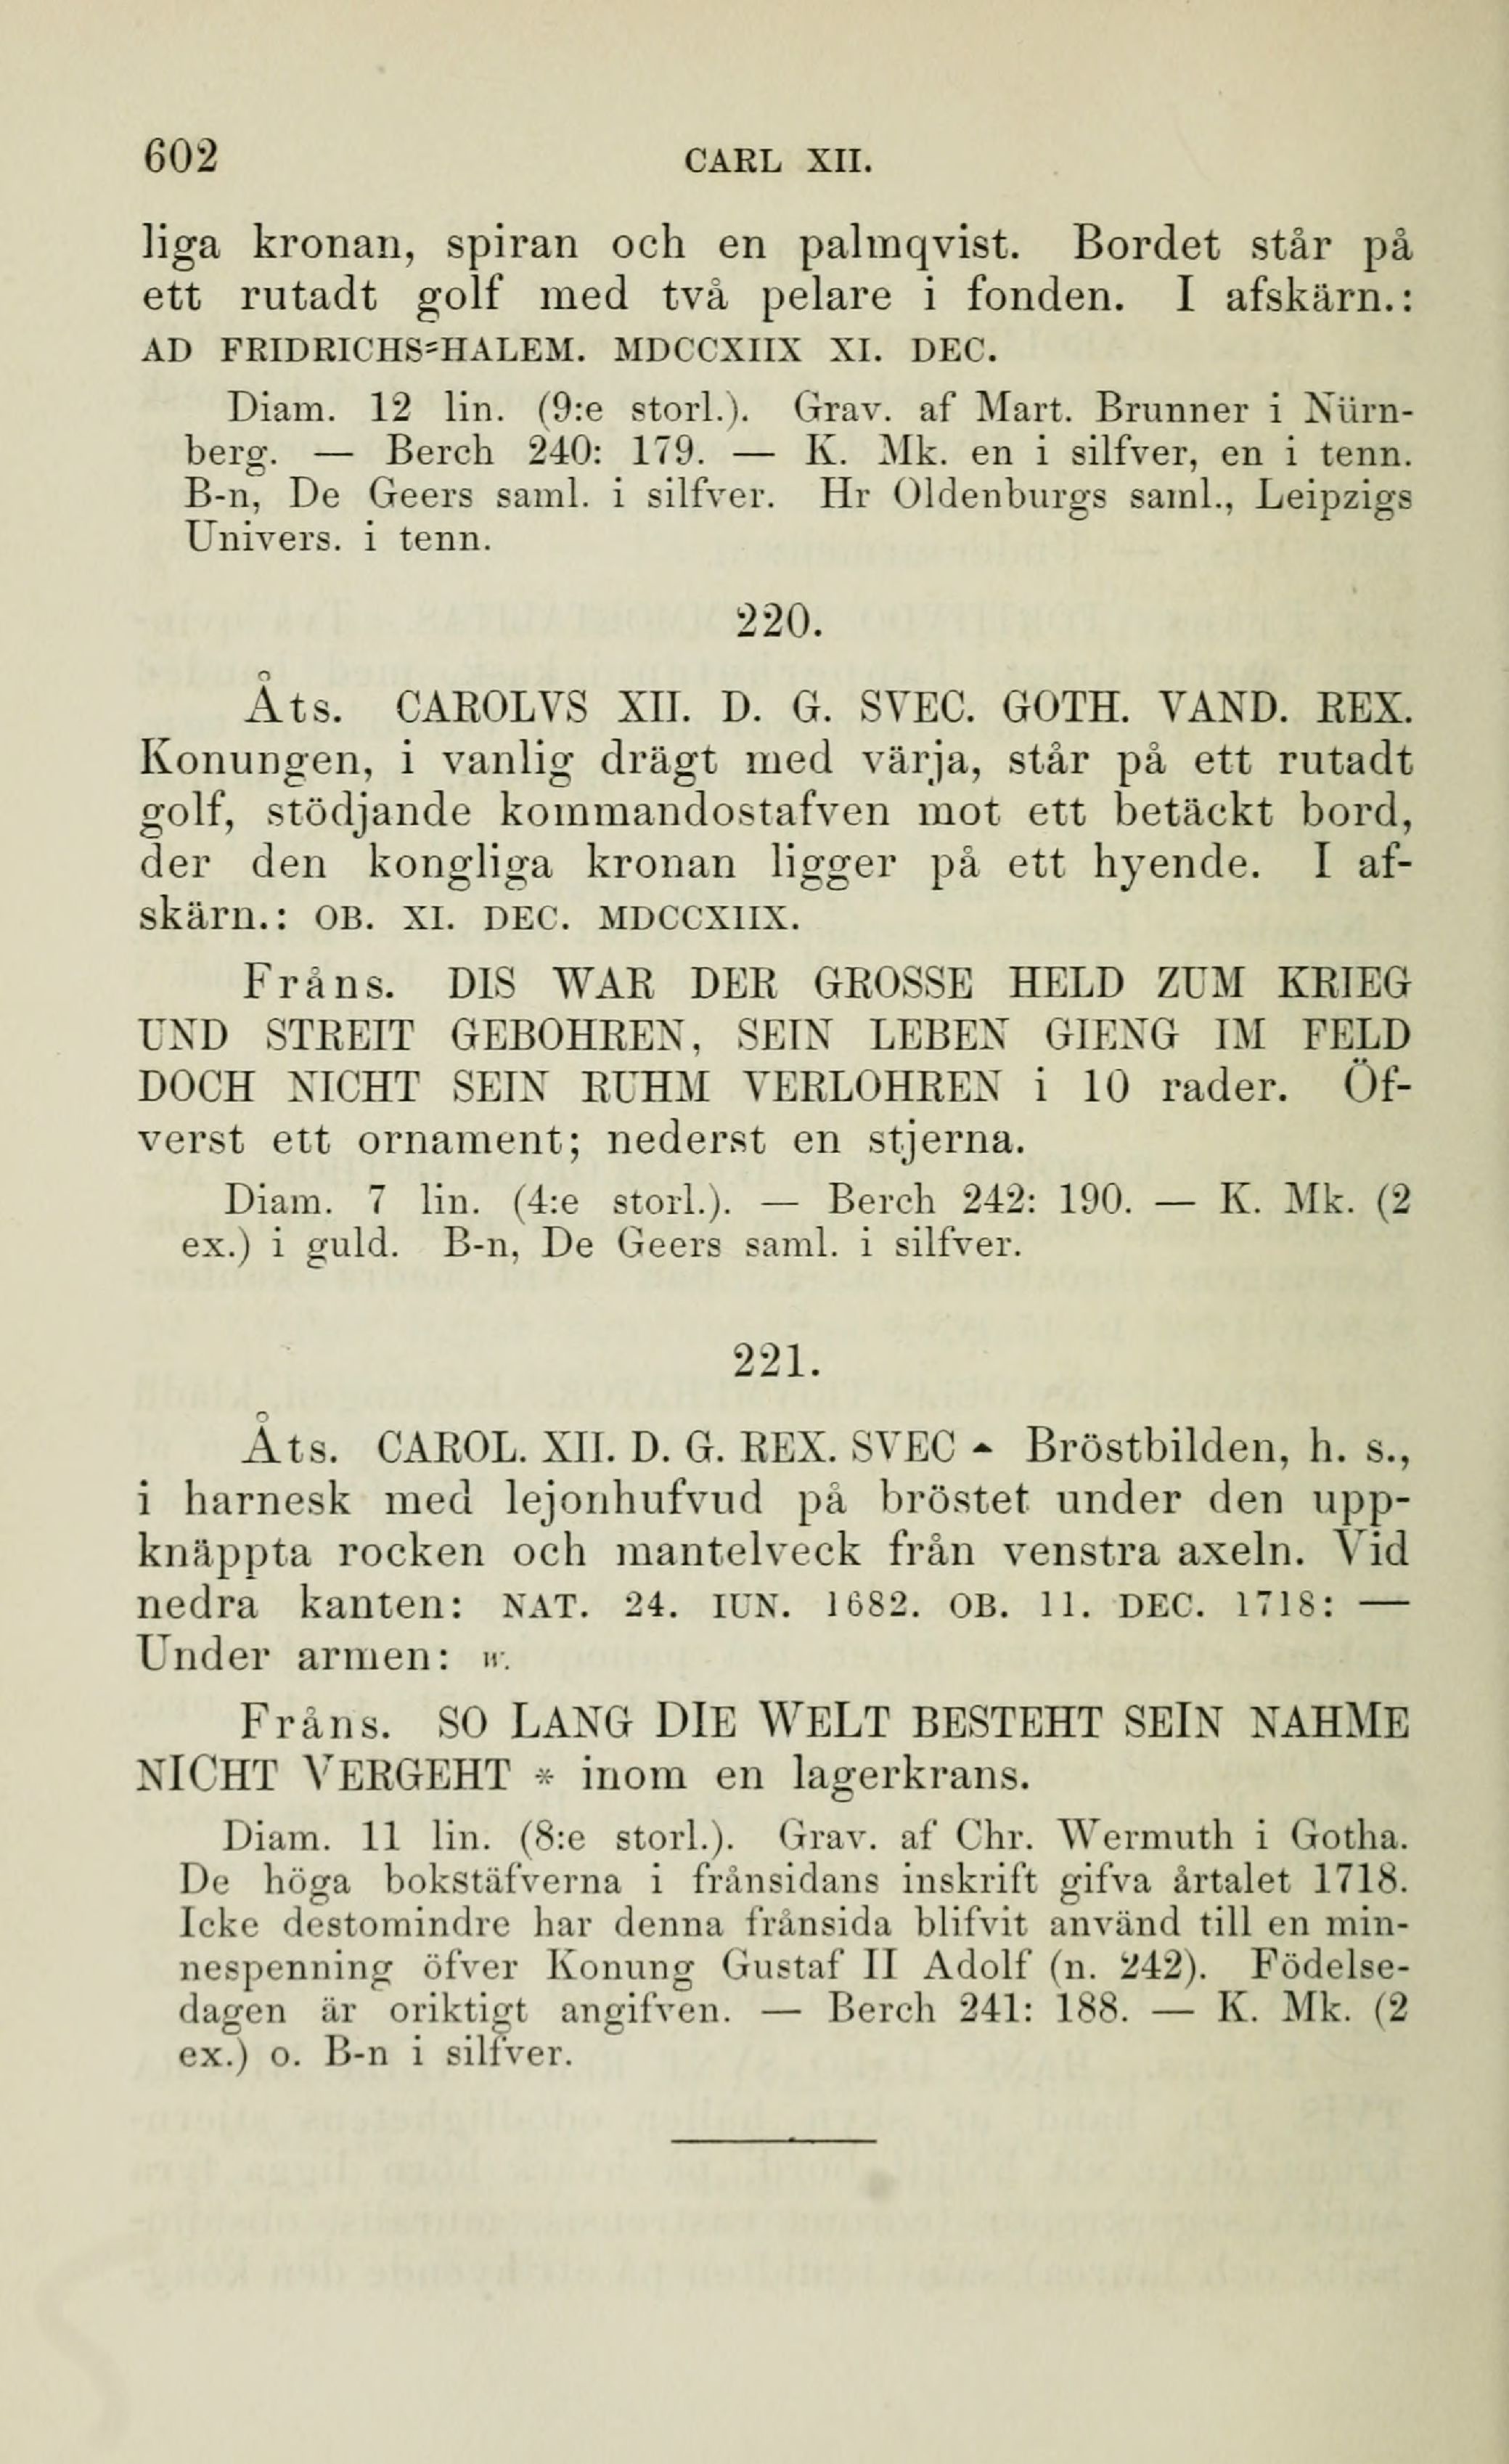 602 CARL XII.
liga kronan, spiran och en palmqvist. Bordet står på
ett rutadt golf med två pelare i fonden. I afskärn.:
AD FRIDRICHS=HALEM. MDCCXIIX XI. DEC.
Diam. 12 lin. (9:e storl.). Grav. af Mart. Brunner i Nürn-
berg. — Berch 240: 179. — K. Mk. en i silfver, en i tenn.
B-n, De Geers saml. i silfver. Hr Oldenburgs saml., Leipzigs
Univers. i tenn.
220.
Åts. CAROLVS XII. D. G. SVEC. GOTH. VAND. REX.
Konungen, i vanlig drägt med värja, står på ett rutadt
golf, stödjande kommandostafven mot ett betäckt bord,
der den kongliga kronan ligger på ett hyende. I af-
skärn.: OB. XI. DEC. MDCCXIIX.
Fråns. DIS WAR DER GROSSE HELD ZUM KRIEG
UND STREIT GEBOHREN, SEIN LEBEN GIENG IM FELD
DOCH NICHT SEIN RUHM VERLOHREN i 10 rader. Öf-
verst ett ornament; nederst en stjerna.
Diam. 7 lin. (4:e storl.). — Berch 242: 190. — K. Mk. (2
ex.) i guld. B-n, De Geers saml. i silfver.
221.
Åts. CAROL. XII. D. G. REX. SVEC ▲ Bröstbilden, h. s.,
i harnesk med lejonhufvud på bröstet under den upp-
knäppta rocken och mantelveck från venstra axeln. Vid
nedra kanten: NAT. 24. IUN. 1682. OB. 11. DEC. 1718: —
Under armen: w.
Fråns. SO LANG DIE WELT BESTEHT SEIN NAHME
NICHT VERGEHT * inom en lagerkrans.
Diam. 11 lin. (8:e storl.). Grav. af Chr. Wermuth i Gotha.
De höga bokstäfverna i frånsidans inskrift gifva årtalet 1718.
Icke destomindre har denna frånsida blifvit använd till en min-
nespenning öfver Konung Gustaf II Adolf (n. 242). Födelse-
dagen är oriktigt angifven. — Berch 241: 188. — K. Mk. (2
ex.) o. B-n i silfver.